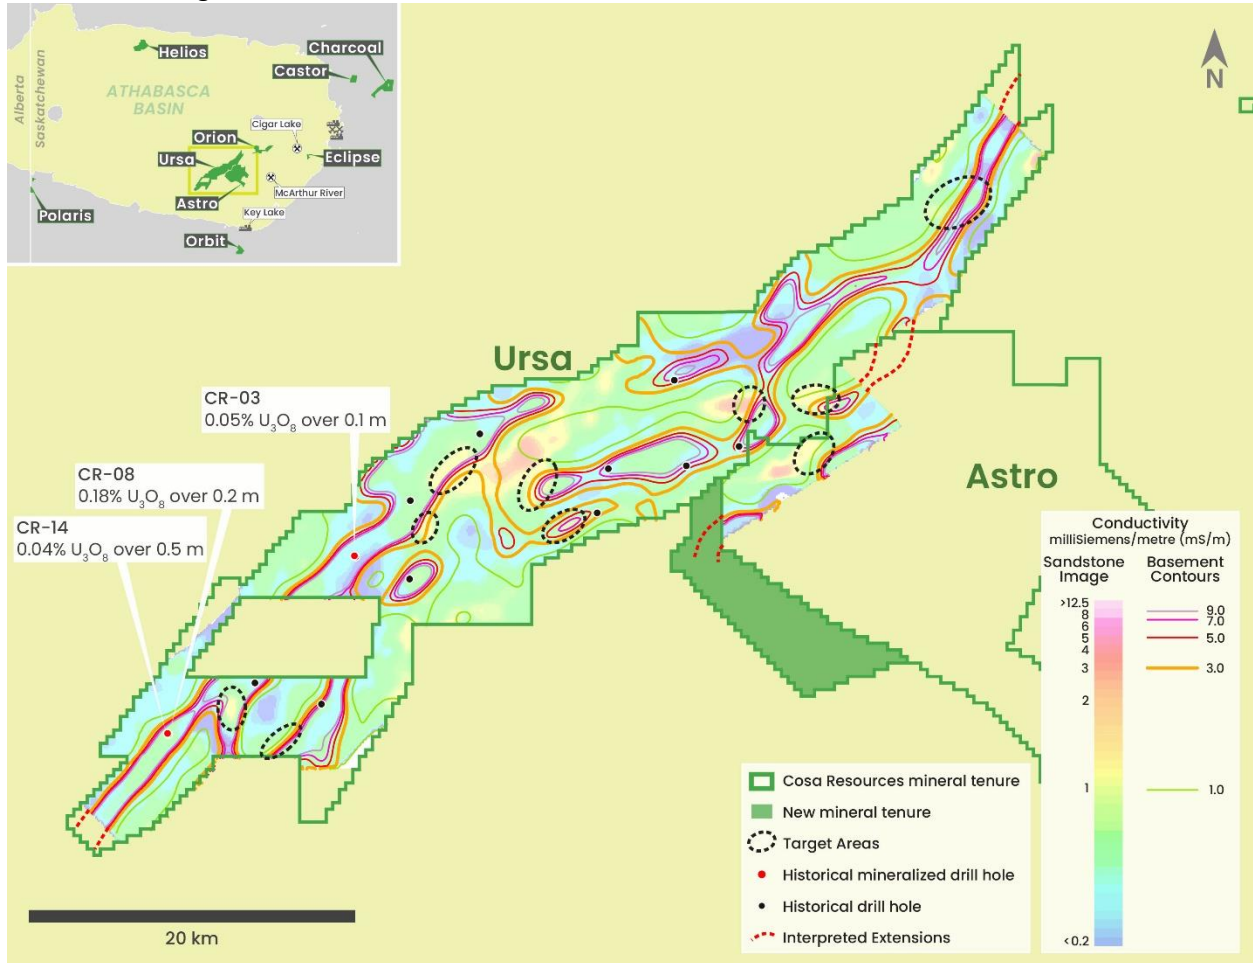 Alberta
Saskatchewan
Helios
Charcoal
Castor
ATHABASCA
BASIN
Cigar Lake
Orion
Ursa
Eclipse
McArthur River
Astro
Key Lake
Polaris
Orbit
N
Ursa
CR-03
0.05% U₃O₈ over 0.1 m
CR-08
0.18% U₃O₈ over 0.2 m
CR-14
0.04% U₃O₈ over 0.5 m
Astro
Conductivity
milliSiemens/metre (mS/m)
Sandstone Image
Basement Contours
>12.5
8
6
5
4
3
2
1
<0.2
9.0
7.0
5.0
3.0
1.0
Cosa Resources mineral tenure
New mineral tenure
Target Areas
Historical mineralized drill hole
Historical drill hole
Interpreted Extensions
20 km